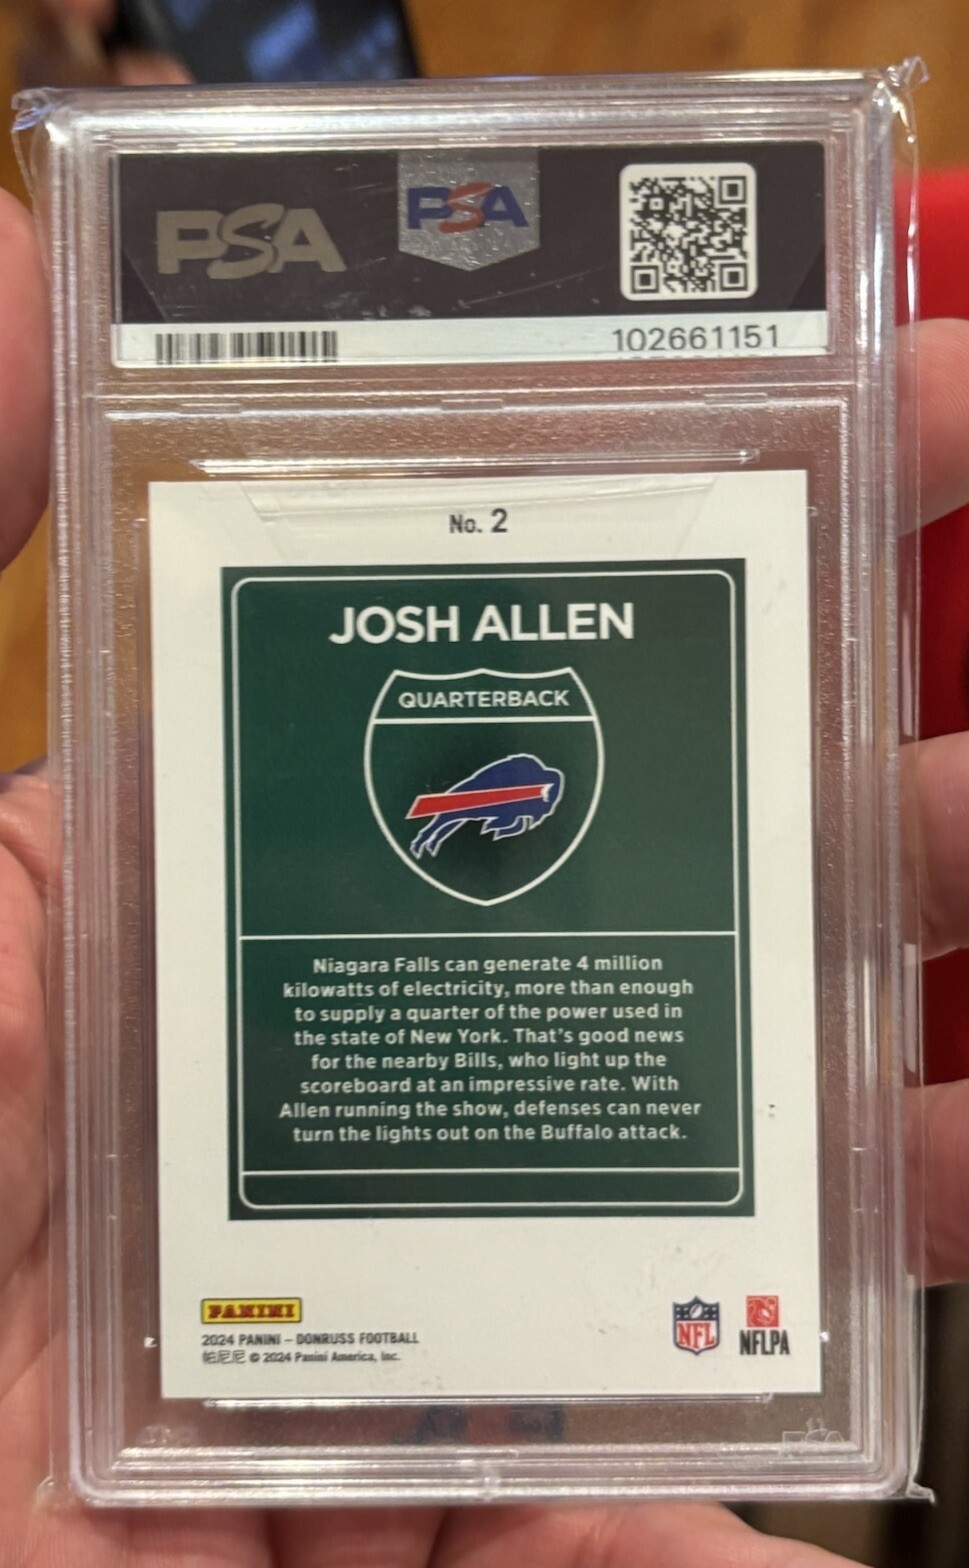 PSA
PSA
102661151
No. 2
JOSH ALLEN
QUARTERBACK
Niagara Falls can generate 4 million
kilowatts of electricity, more than enough
to supply a quarter of the power used in
the state of New York. That's good news
for the nearby Bills, who light up the
scoreboard at an impressive rate. With
Allen running the show, defenses can never
turn the lights out on the Buffalo attack.
PANINI
2024 PANINI – DONRUSS FOOTBALL
帕尼尼 © 2024 Panini America, Inc.
NFL
NFLPA